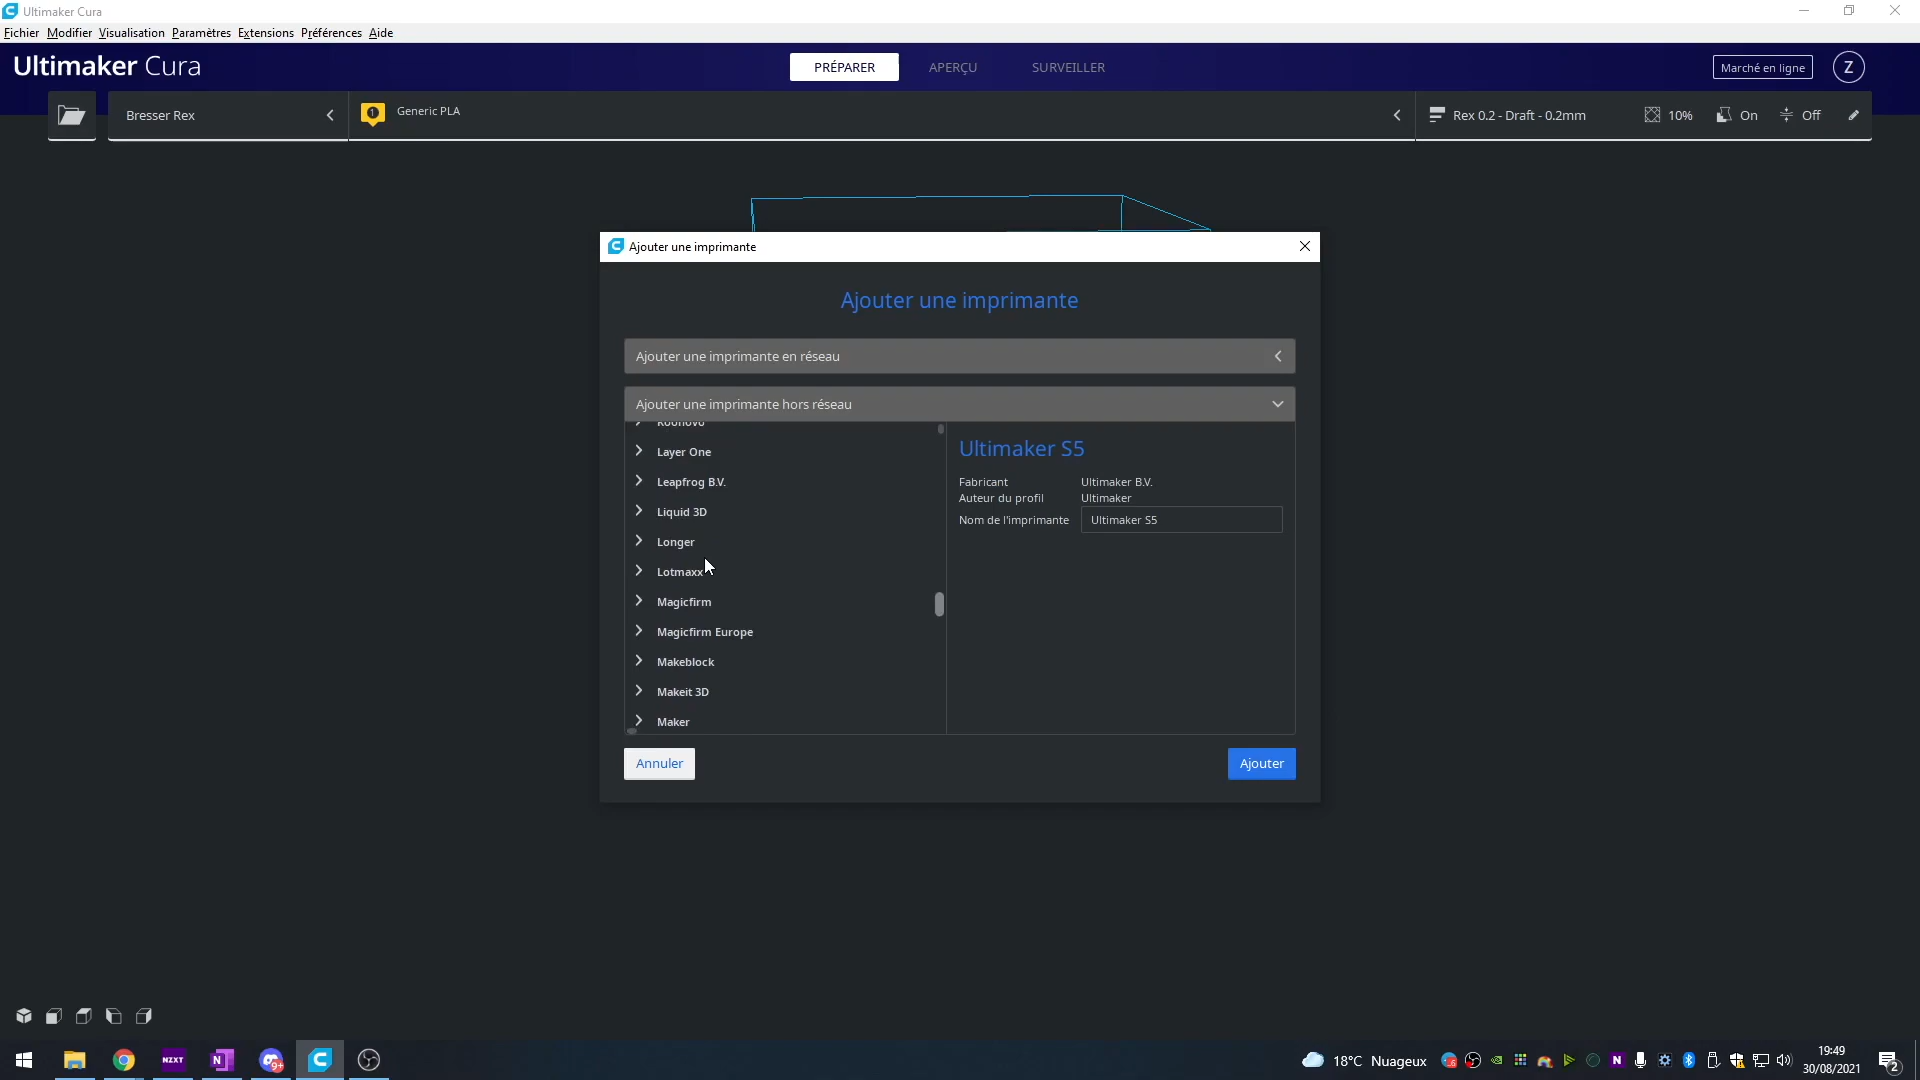 Ultimaker Cura
Fichier Modifier Visualisation Paramètres Extensions Préférences Aide
Ultimaker Cura
PRÉPARER
APERÇU
SURVEILLER
Marché en ligne
Z
Bresser Rex
1
Generic PLA
Rex 0.2 - Draft - 0.2mm
10%
On
Off
Ajouter une imprimante
Ajouter une imprimante
Ajouter une imprimante en réseau
Ajouter une imprimante hors réseau
Layer One
Leapfrog B.V.
Liquid 3D
Longer
Lotmaxx
Magicfirm
Magicfirm Europe
Makeblock
Makeit 3D
Maker
Ultimaker S5
Fabricant Ultimaker B.V.
Auteur du profil Ultimaker
Nom de l'imprimante Ultimaker S5
Annuler
Ajouter
NZXT
N
9+
18°C Nuageux
N
19:49
30/08/2021
2